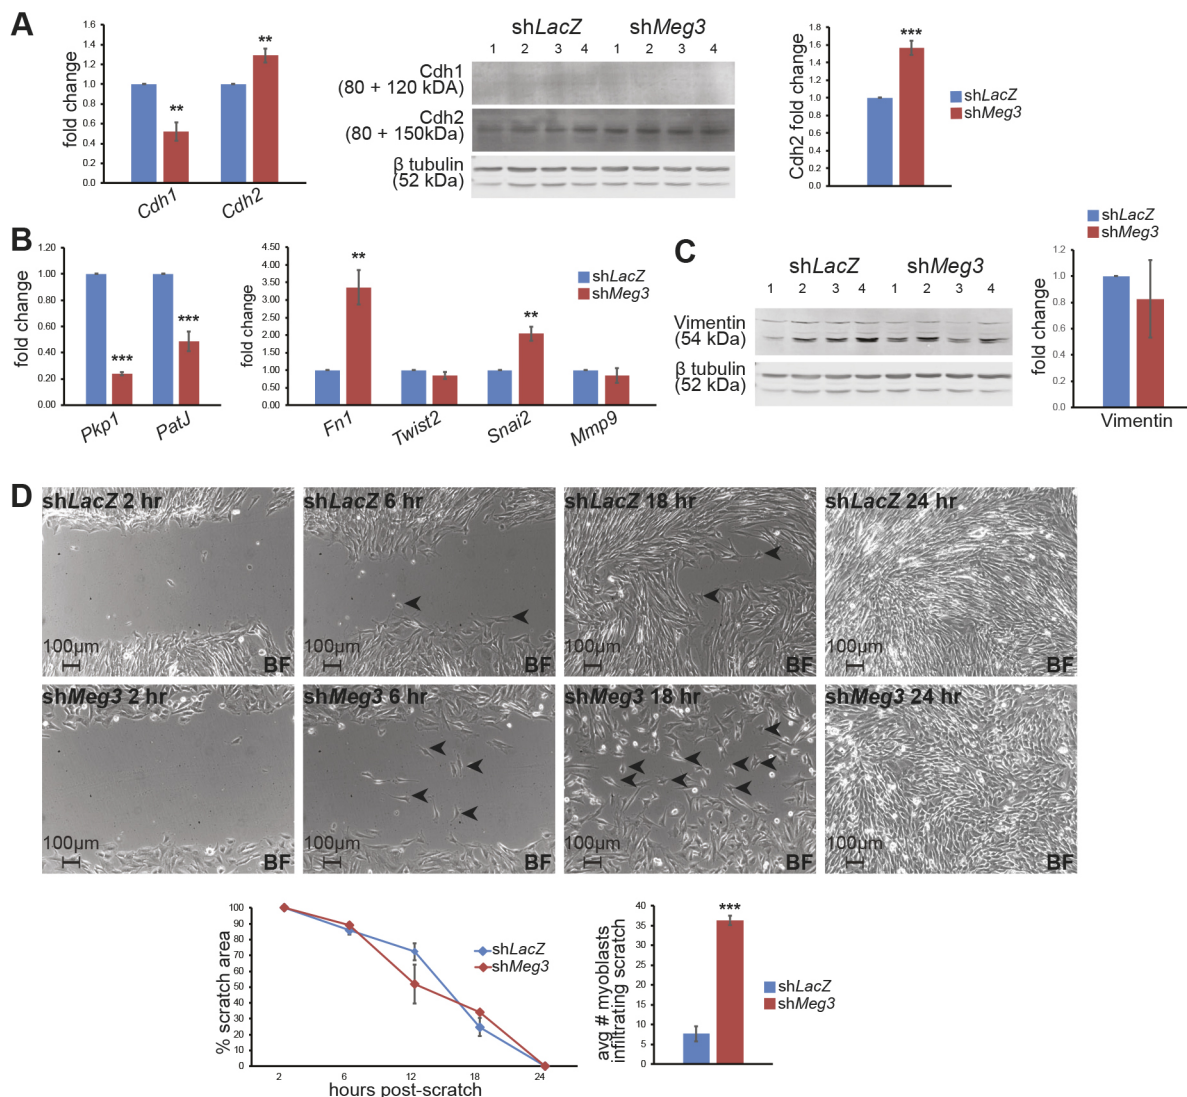 A
fold change
1.6
1.4
1.2
1.0
0.8
0.6
0.4
0.2
0.0
**
**
Cdh1
Cdh2
shLacZ
shMeg3
1 2 3 4 1 2 3 4
Cdh1
(80 + 120 kDA)
Cdh2
(80 + 150kDa)
β tubulin
(52 kDa)
Cdh2 fold change
1.8
1.6
1.4
1.2
1.0
0.8
0.6
0.4
0.2
0.0
***
shLacZ
shMeg3
B
fold change
1.20
1.00
0.80
0.60
0.40
0.20
0.00
***
***
Pkp1
PatJ
fold change
4.50
4.00
3.50
3.00
2.50
2.00
1.50
1.00
0.50
0.00
**
**
Fn1
Twist2
Snai2
Mmp9
shLacZ
shMeg3
C
shLacZ
shMeg3
1 2 3 4 1 2 3 4
Vimentin
(54 kDa)
β tubulin
(52 kDa)
shLacZ
shMeg3
fold change
1.2
1.0
0.8
0.6
0.4
0.2
0.0
Vimentin
D
shLacZ 2 hr
100µm
BF
shLacZ 6 hr
100µm
BF
shLacZ 18 hr
100µm
BF
shLacZ 24 hr
100µm
BF
shMeg3 2 hr
100µm
BF
shMeg3 6 hr
100µm
BF
shMeg3 18 hr
100µm
BF
shMeg3 24 hr
100µm
BF
% scratch area
100
90
80
70
60
50
40
30
20
10
0
2 6 12 18 24
hours post-scratch
shLacZ
shMeg3
avg # myoblasts
infiltrating scratch
40
35
30
25
20
15
10
5
0
***
shLacZ
shMeg3